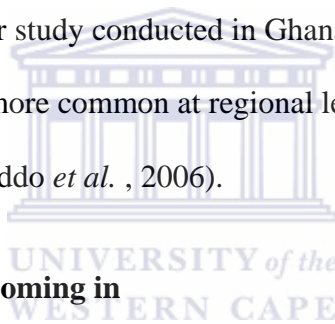 r study conducted in Ghana
nore common at regional le
ddo et al. , 2006).
UNIVERSITY of the
oming in
WESTERN CAPE